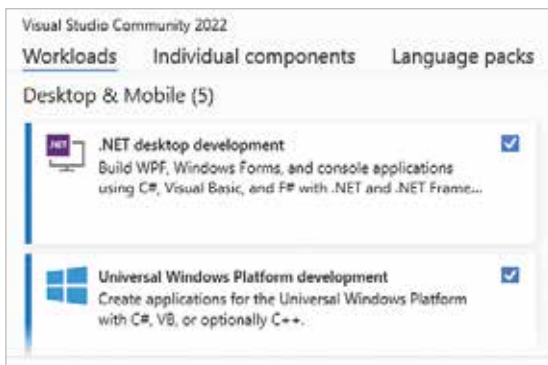 Visual Studio Community 2022
Workloads Individual components Language packs
Desktop & Mobile (5)
.NET .NET desktop development
Build WPF, Windows Forms, and console applications
using C#, Visual Basic, and F# with .NET and .NET Frame...
Universal Windows Platform development
Create applications for the Universal Windows Platform
with C#, VB, or optionally C++.